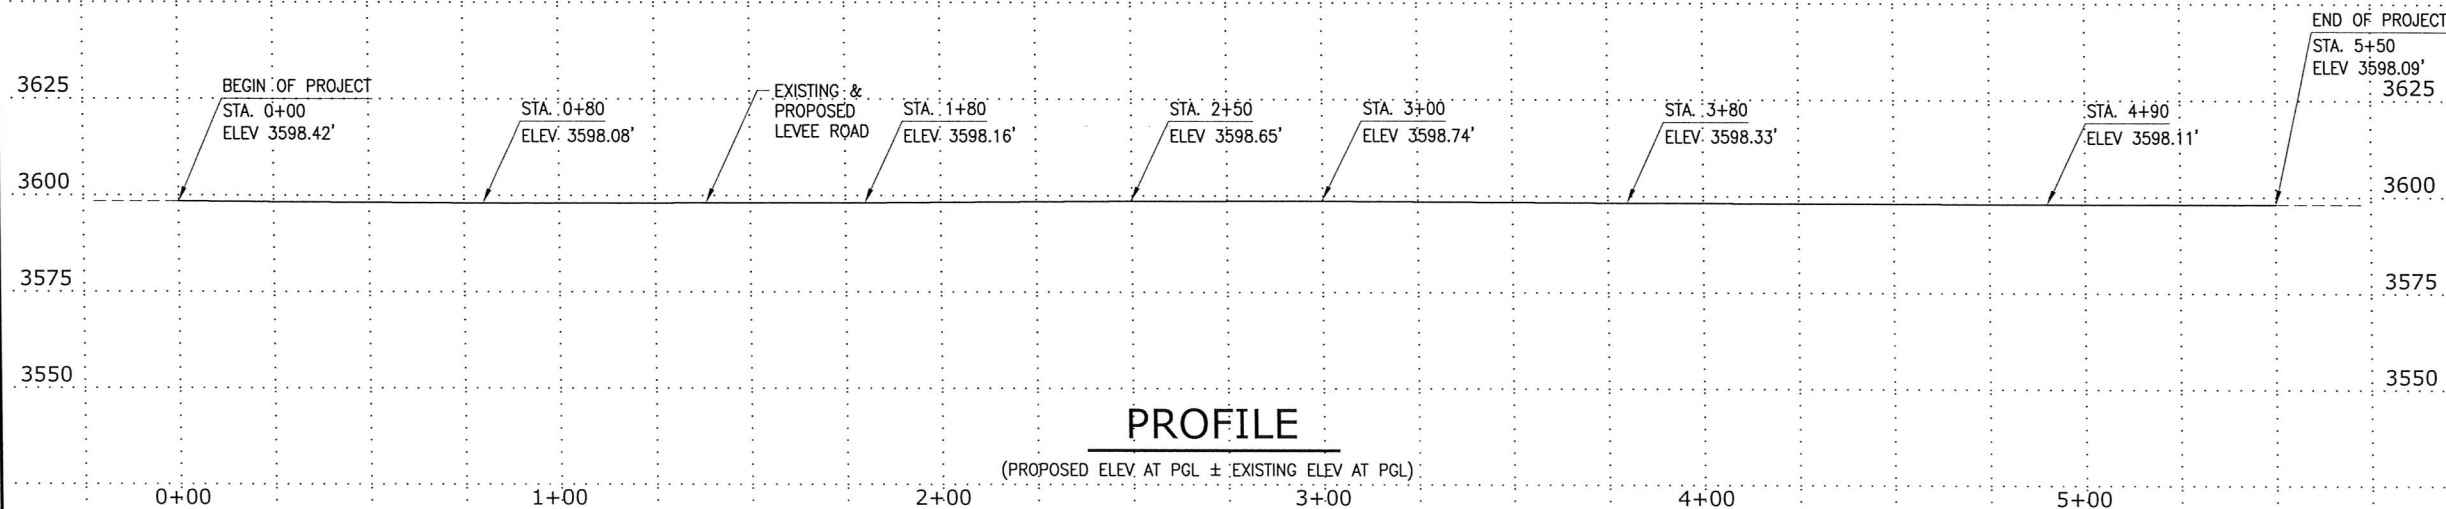 END OF PROJECT
STA. 5+50
ELEV 3598.09'
3625
BEGIN OF PROJECT
STA. 0+00
ELEV 3598.42'
STA. 0+80
ELEV 3598.08'
EXISTING &
PROPOSED
LEVEE ROAD
STA. 1+80
ELEV 3598.16'
STA. 2+50
ELEV 3598.65'
STA. 3+00
ELEV 3598.74'
STA. 3+80
ELEV 3598.33'
STA. 4+90
ELEV 3598.11'
3625
3600
3600
3575
3575
3550
3550
PROFILE
(PROPOSED ELEV AT PGL ± EXISTING ELEV AT PGL)
0+00 1+00 2+00 3+00 4+00 5+00